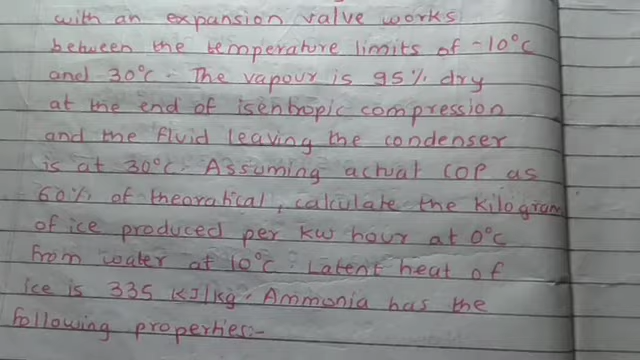 with an expansion valve works
between the temperature limits of -10°C
and 30°C. The vapour is 95% dry
at the end of isentropic compression
and the fluid leaving the condenser
is at 30°C. Assuming actual COP as
60% of theoratical, calculate the kilogram
of ice produced per kw hour at 0°C
from water at 10°C. Latent heat of
ice is 335 KJ/kg. Ammonia has the
following properties:-